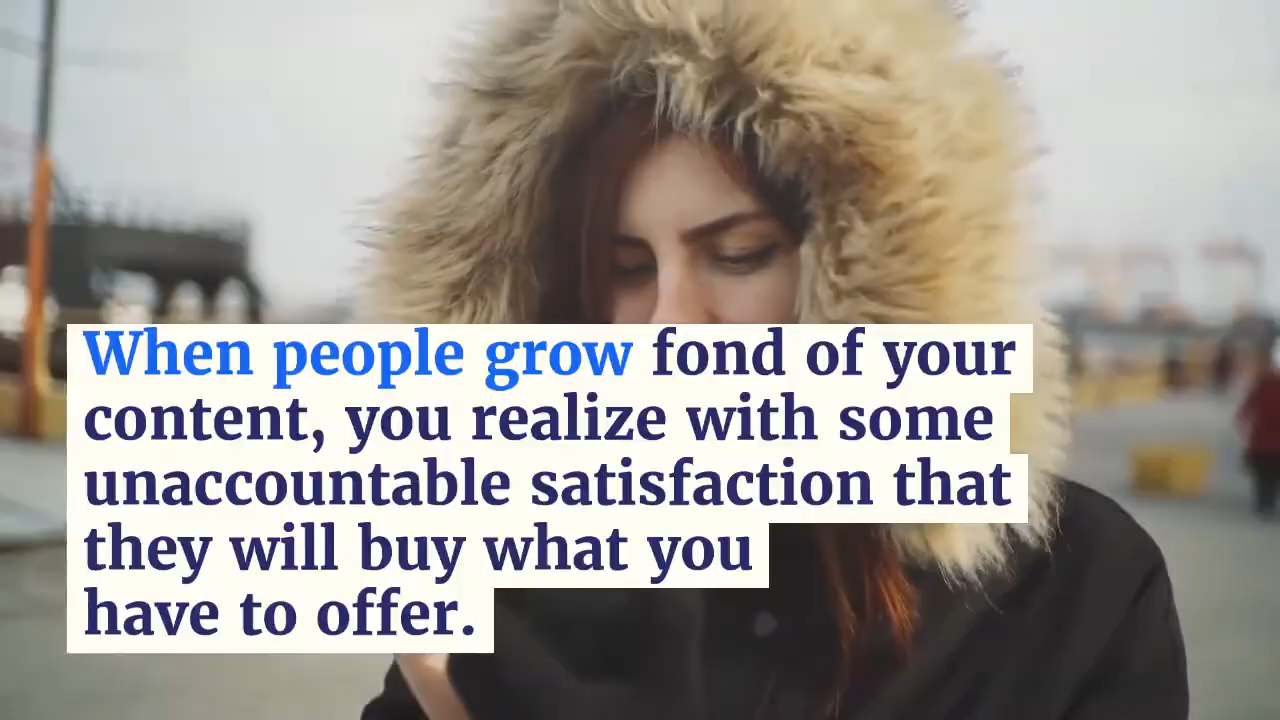 When people grow fond of your
content, you realize with some
unaccountable satisfaction that
they will buy what you
have to offer.